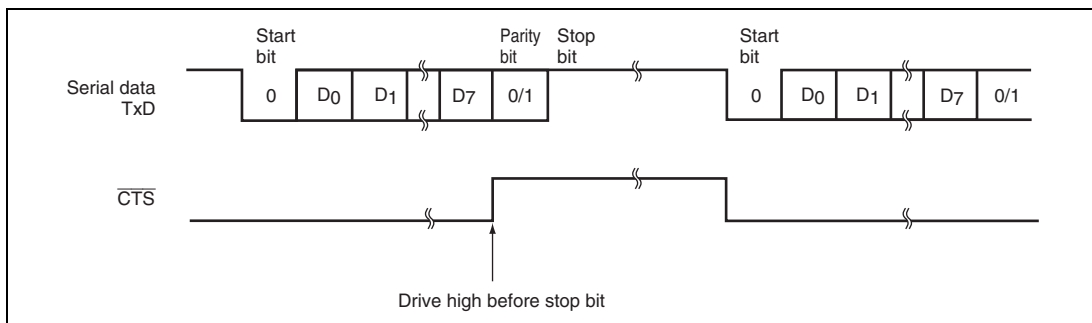 Start bit
Parity bit
Stop bit
Start bit
Serial data TxD
0 D0 D1 D7 0/1 0 D0 D1 D7 0/1
CTS
Drive high before stop bit